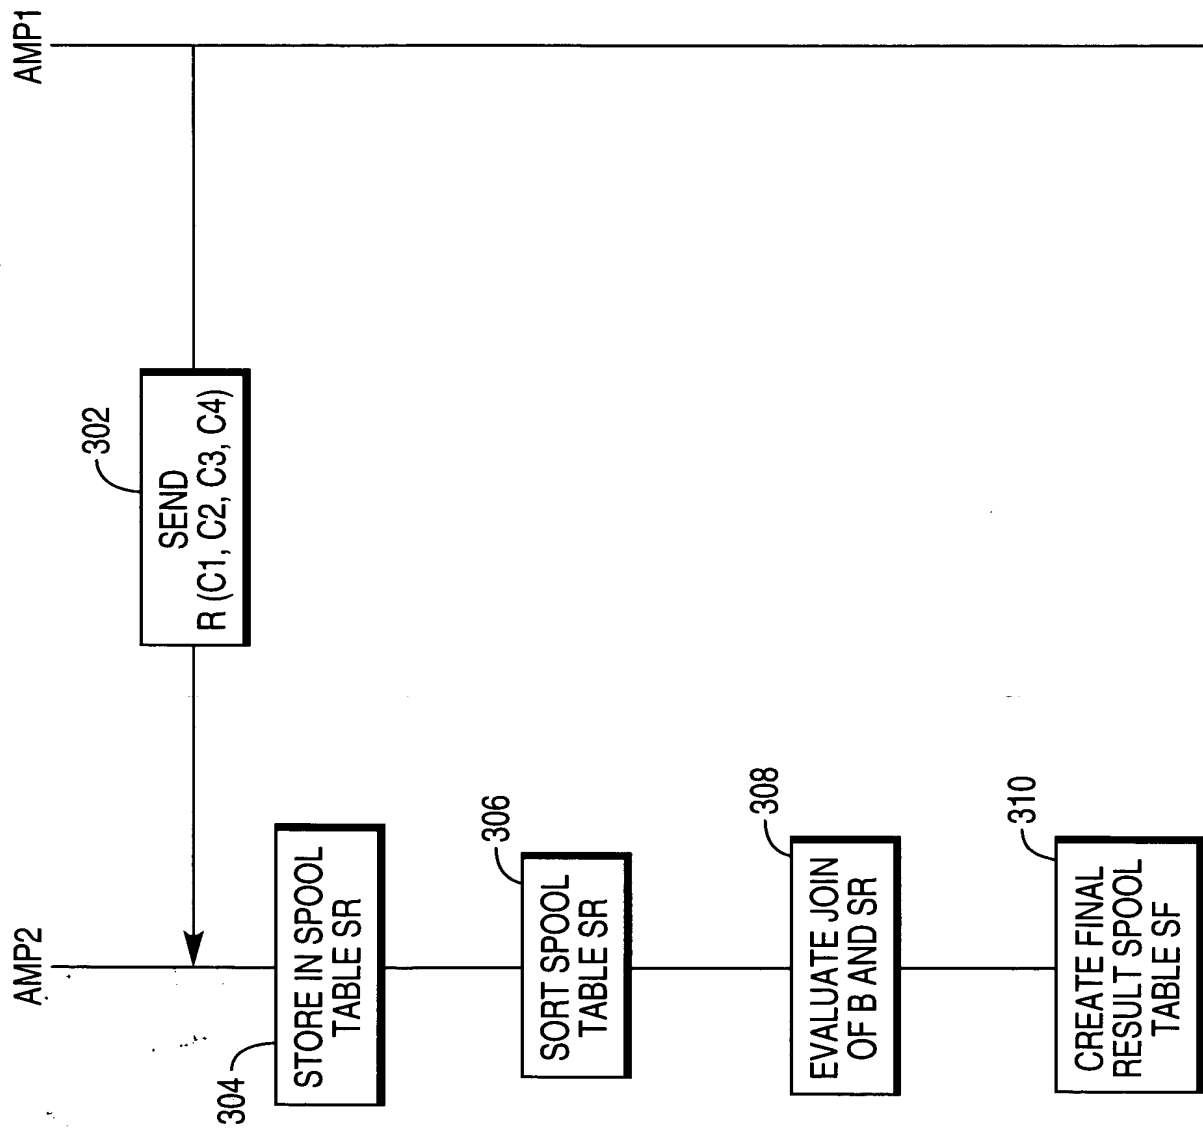 AMP2
AMP1
302
SEND
R (C1, C2, C3, C4)
304
STORE IN SPOOL
TABLE SR
306
SORT SPOOL
TABLE SR
308
EVALUATE JOIN
OF B AND SR
310
CREATE FINAL
RESULT SPOOL
TABLE SF